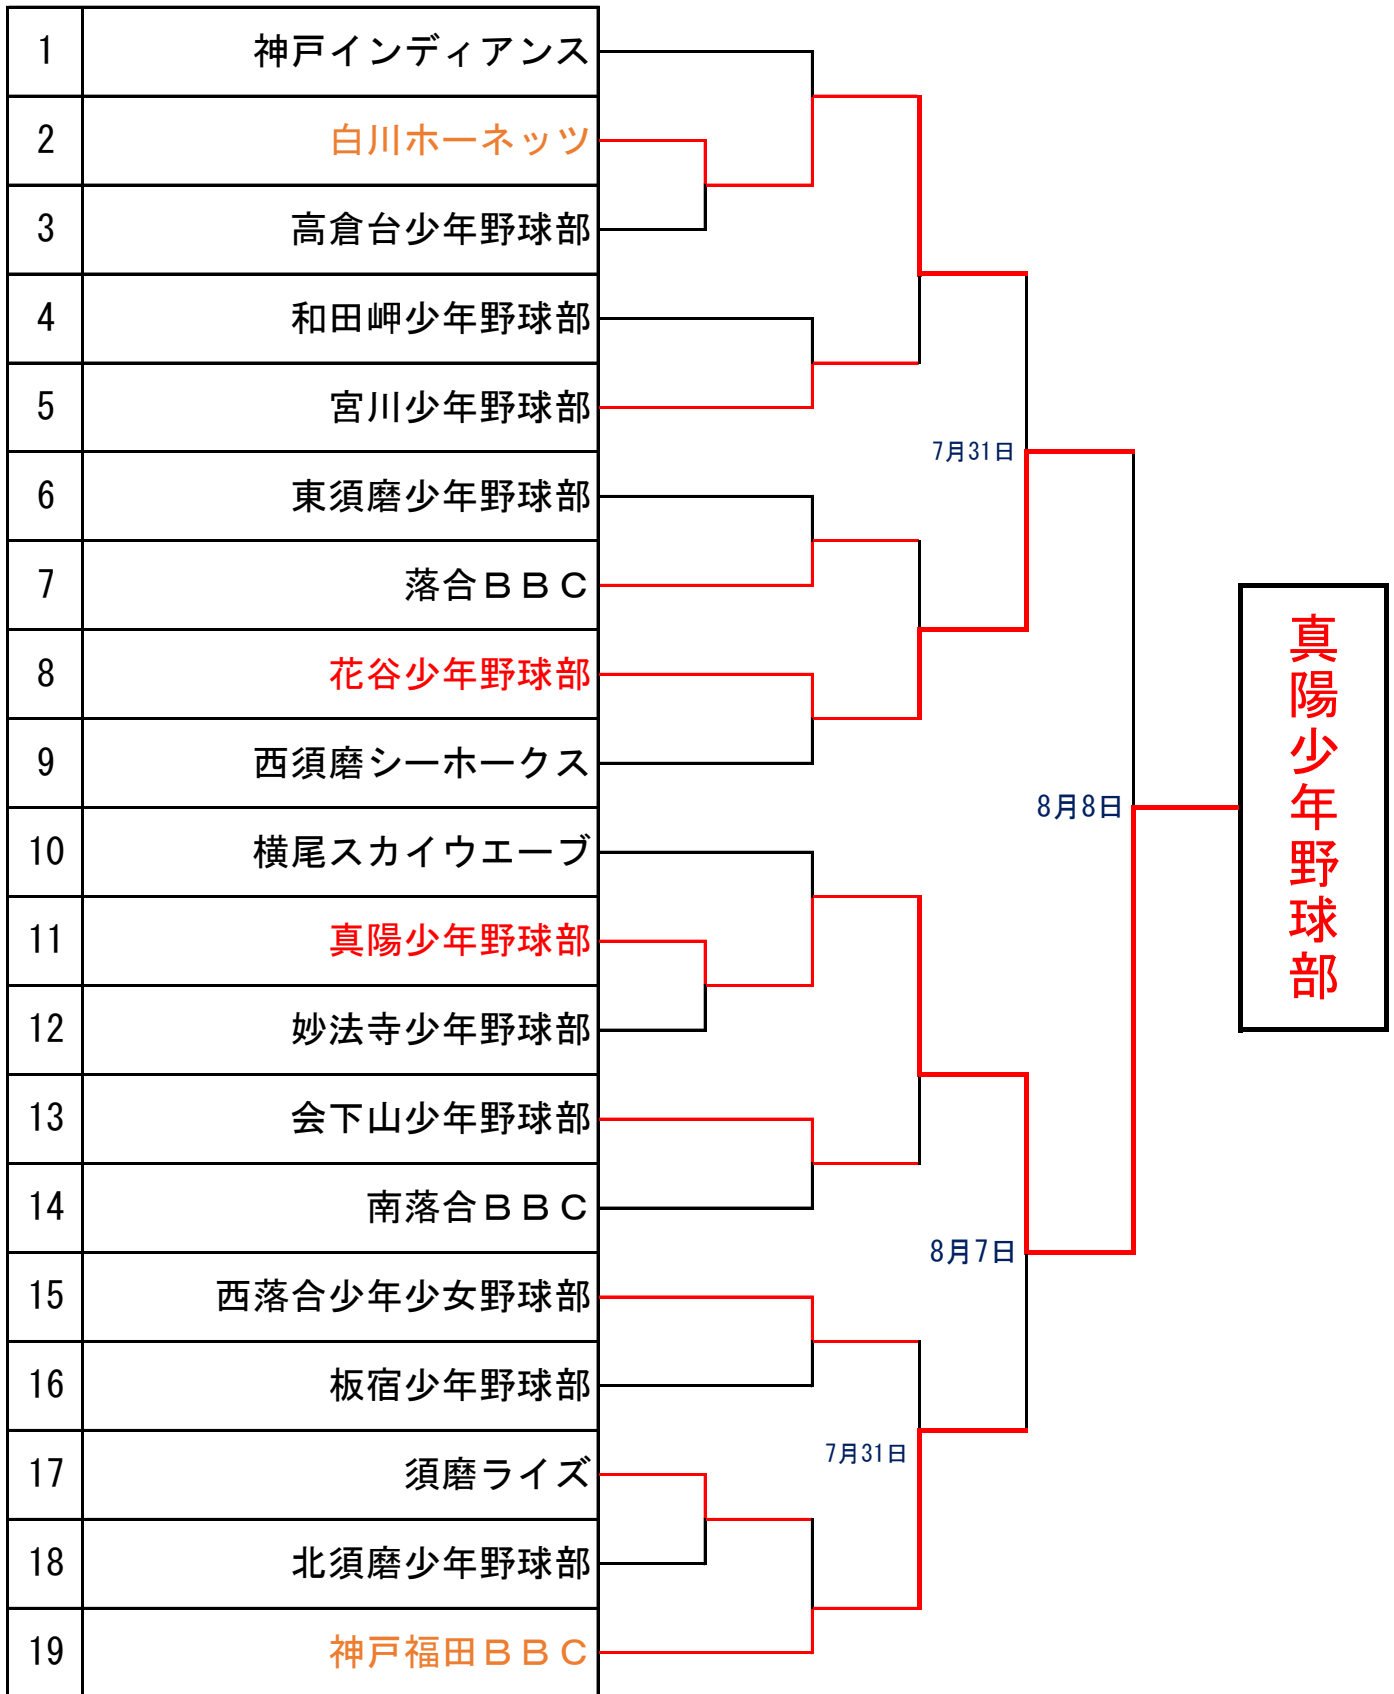 1 神戸インディアンス
2 白川ホーネッツ
3 高倉台少年野球部
4 和田岬少年野球部
5 宮川少年野球部
6 東須磨少年野球部
7 落合ＢＢＣ
8 花谷少年野球部
9 西須磨シーホークス
10 横尾スカイウエーブ
11 真陽少年野球部
12 妙法寺少年野球部
13 会下山少年野球部
14 南落合ＢＢＣ
15 西落合少年少女野球部
16 板宿少年野球部
17 須磨ライズ
18 北須磨少年野球部
19 神戸福田ＢＢＣ
7月31日
8月8日
8月7日
7月31日
真陽少年野球部